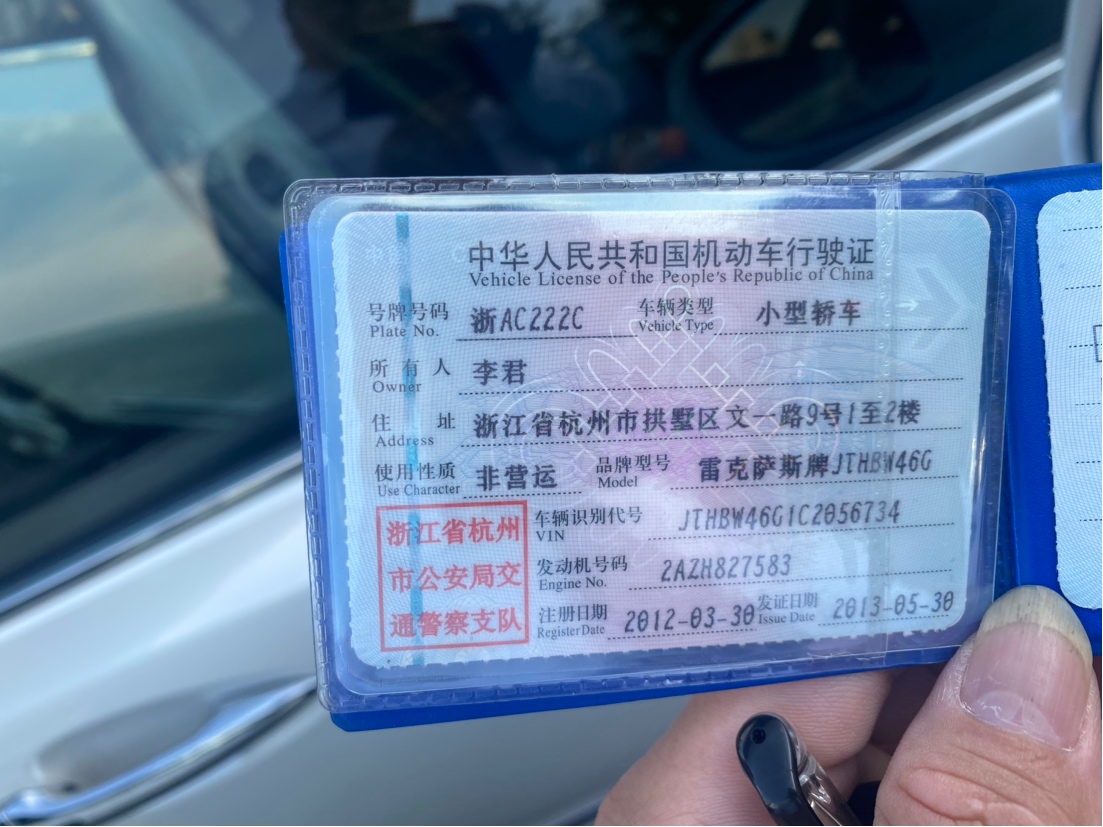 中华人民共和国机动车行驶证
Vehicle License of the People's Republic of China
号牌号码 浙AC222C 车辆类型 小型轿车
Plate No. Vehicle Type
所有人 李君
Owner
住址 浙江省杭州市拱墅区文一路9号1至2楼
Address
使用性质 非营运 品牌型号 雷克萨斯牌JTHBW46G
Use Character Model
浙江省杭州
市公安局交
通警察支队
车辆识别代号 JTHBW46G1C2056734
VIN
发动机号码 2AZH827583
Engine No.
注册日期 2012-03-30 发证日期 2013-05-30
Register Date Issue Date